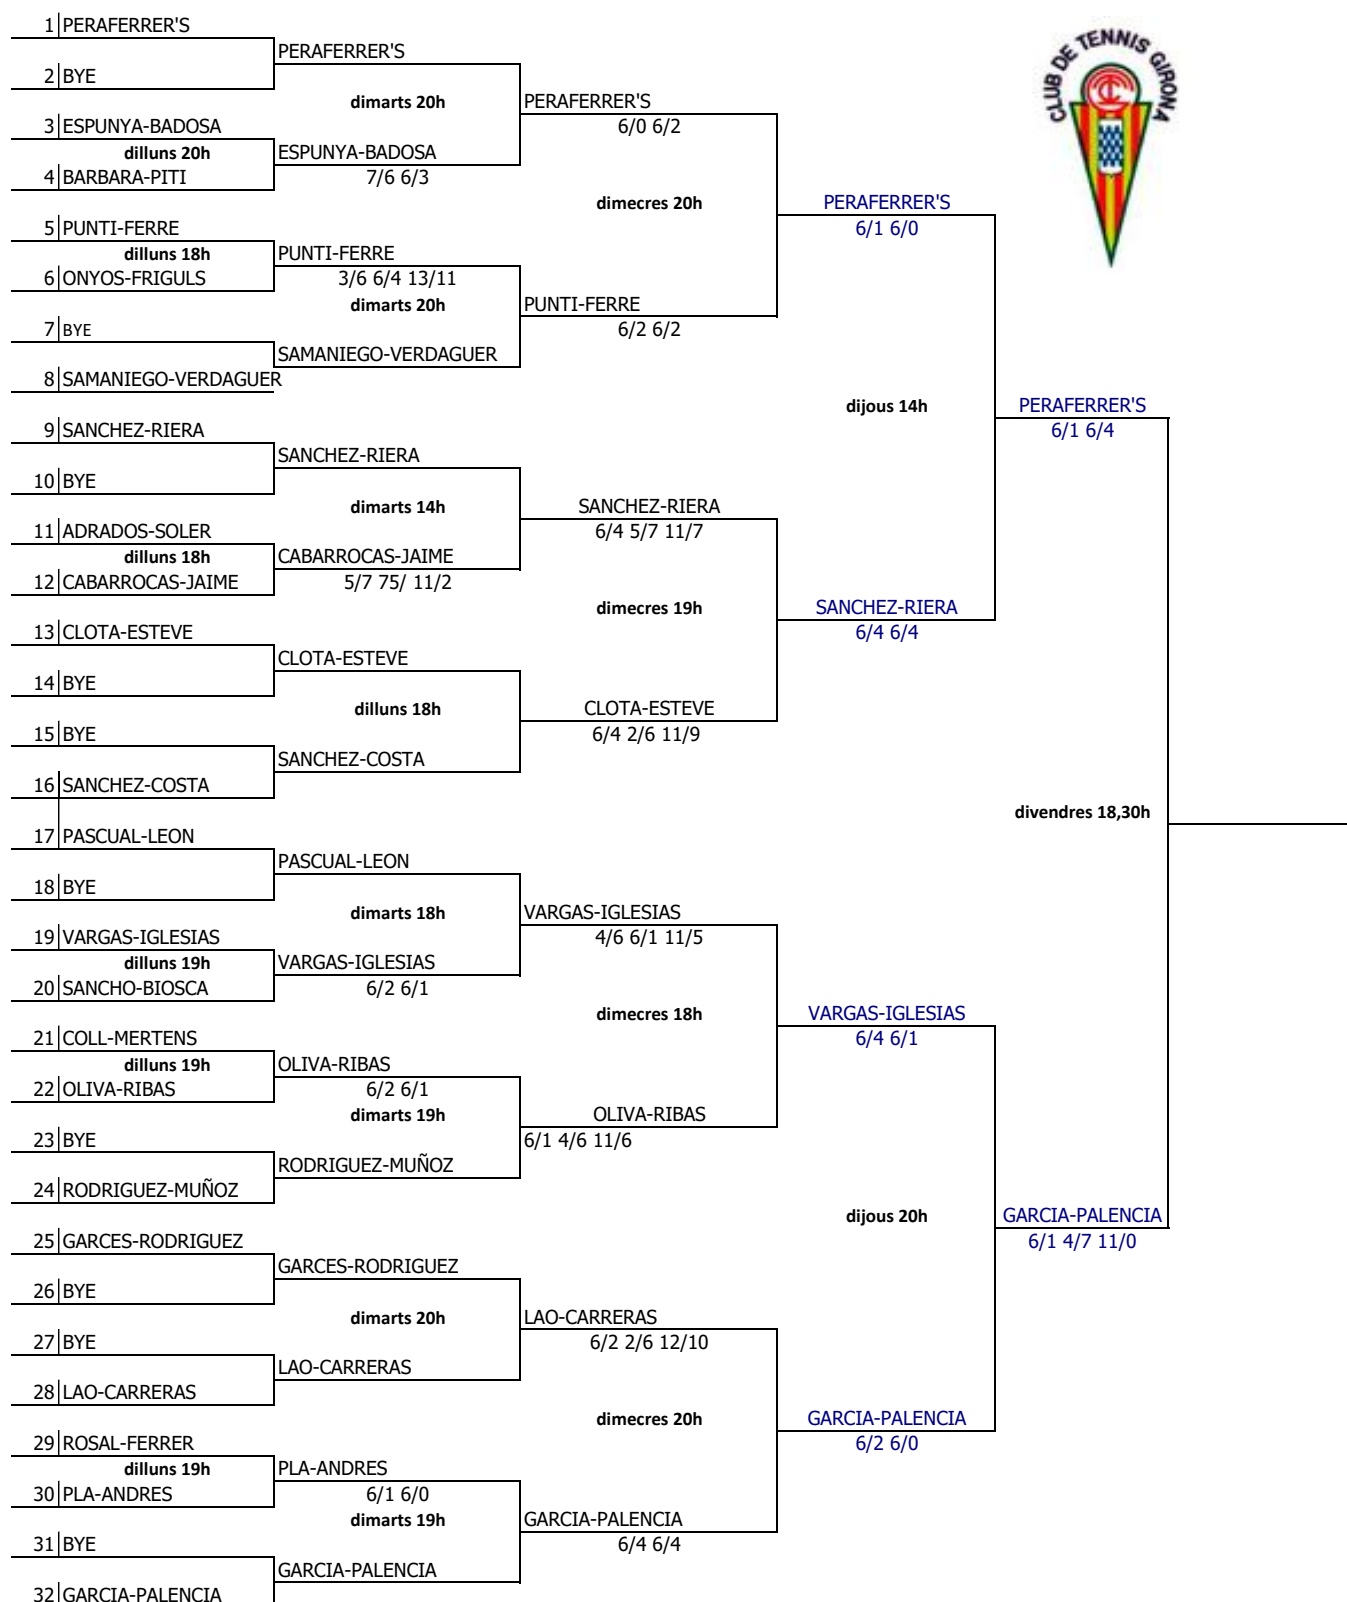 CLUB DE TENNIS GIRONA
1 PERAFERRER'S
PERAFERRER'S
2 BYE
dimarts 20h
PERAFERRER'S
6/0 6/2
3 ESPUNYA-BADOSA
dilluns 20h
ESPUNYA-BADOSA
4 BARBARA-PITI
7/6 6/3
dimecres 20h
PERAFERRER'S
6/1 6/0
5 PUNTI-FERRE
dilluns 18h
PUNTI-FERRE
6 ONYOS-FRIGULS
3/6 6/4 13/11
dimarts 20h
PUNTI-FERRE
6/2 6/2
7 BYE
SAMANIEGO-VERDAGUER
8 SAMANIEGO-VERDAGUER
dijous 14h
PERAFERRER'S
6/1 6/4
9 SANCHEZ-RIERA
SANCHEZ-RIERA
10 BYE
dimarts 14h
SANCHEZ-RIERA
6/4 5/7 11/7
11 ADRADOS-SOLER
dilluns 18h
CABARROCAS-JAIME
12 CABARROCAS-JAIME
5/7 75/ 11/2
dimecres 19h
SANCHEZ-RIERA
6/4 6/4
13 CLOTA-ESTEVE
CLOTA-ESTEVE
14 BYE
dilluns 18h
CLOTA-ESTEVE
6/4 2/6 11/9
15 BYE
SANCHEZ-COSTA
16 SANCHEZ-COSTA
divendres 18,30h
17 PASCUAL-LEON
PASCUAL-LEON
18 BYE
dimarts 18h
VARGAS-IGLESIAS
4/6 6/1 11/5
19 VARGAS-IGLESIAS
dilluns 19h
VARGAS-IGLESIAS
20 SANCHO-BIOSCA
6/2 6/1
dimecres 18h
VARGAS-IGLESIAS
6/4 6/1
21 COLL-MERTENS
dilluns 19h
OLIVA-RIBAS
22 OLIVA-RIBAS
6/2 6/1
dimarts 19h
OLIVA-RIBAS
6/1 4/6 11/6
23 BYE
RODRIGUEZ-MUÑOZ
24 RODRIGUEZ-MUÑOZ
dijous 20h
GARCIA-PALENCIA
6/1 4/7 11/0
25 GARCES-RODRIGUEZ
GARCES-RODRIGUEZ
26 BYE
dimarts 20h
LAO-CARRERAS
6/2 2/6 12/10
27 BYE
LAO-CARRERAS
28 LAO-CARRERAS
dimecres 20h
GARCIA-PALENCIA
6/2 6/0
29 ROSAL-FERRER
dilluns 19h
PLA-ANDRES
30 PLA-ANDRES
6/1 6/0
dimarts 19h
GARCIA-PALENCIA
6/4 6/4
31 BYE
GARCIA-PALENCIA
32 GARCIA-PALENCIA